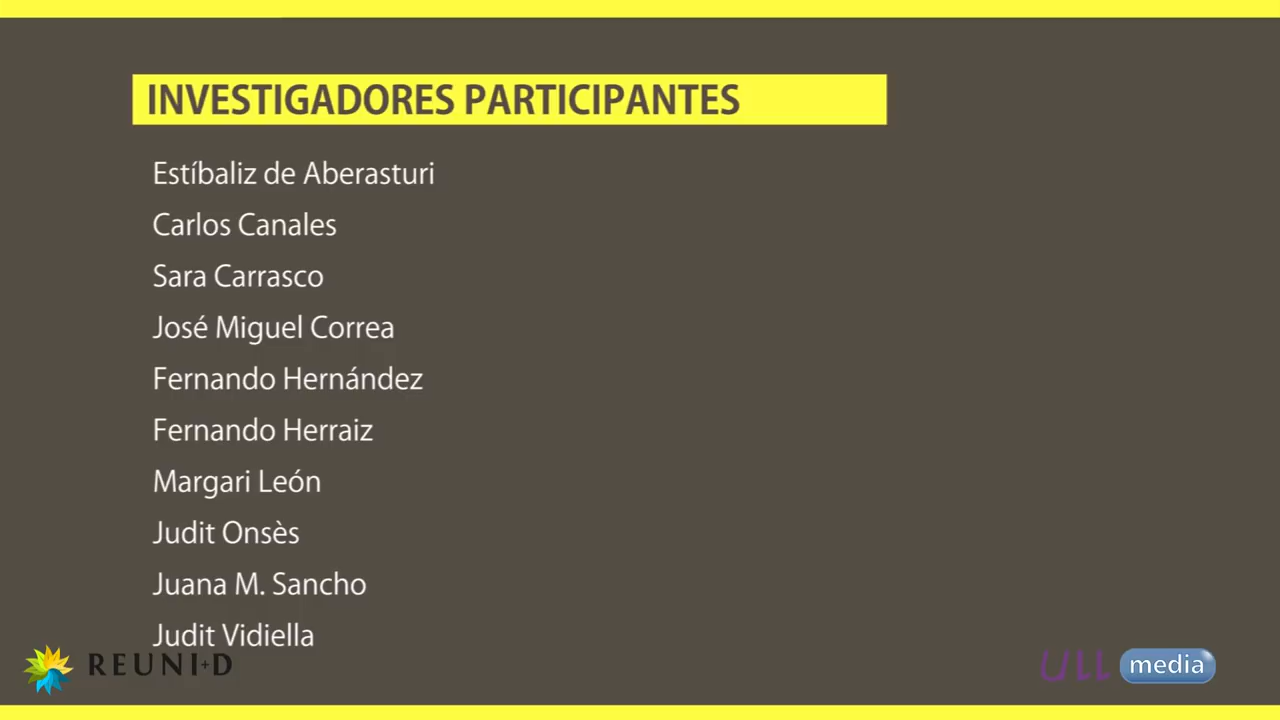 INVESTIGADORES PARTICIPANTES
Estíbaliz de Aberasturi
Carlos Canales
Sara Carrasco
José Miguel Correa
Fernando Hernández
Fernando Herraiz
Margari León
Judit Onsès
Juana M. Sancho
Judit Vidiella
REUNI+D
ULL media